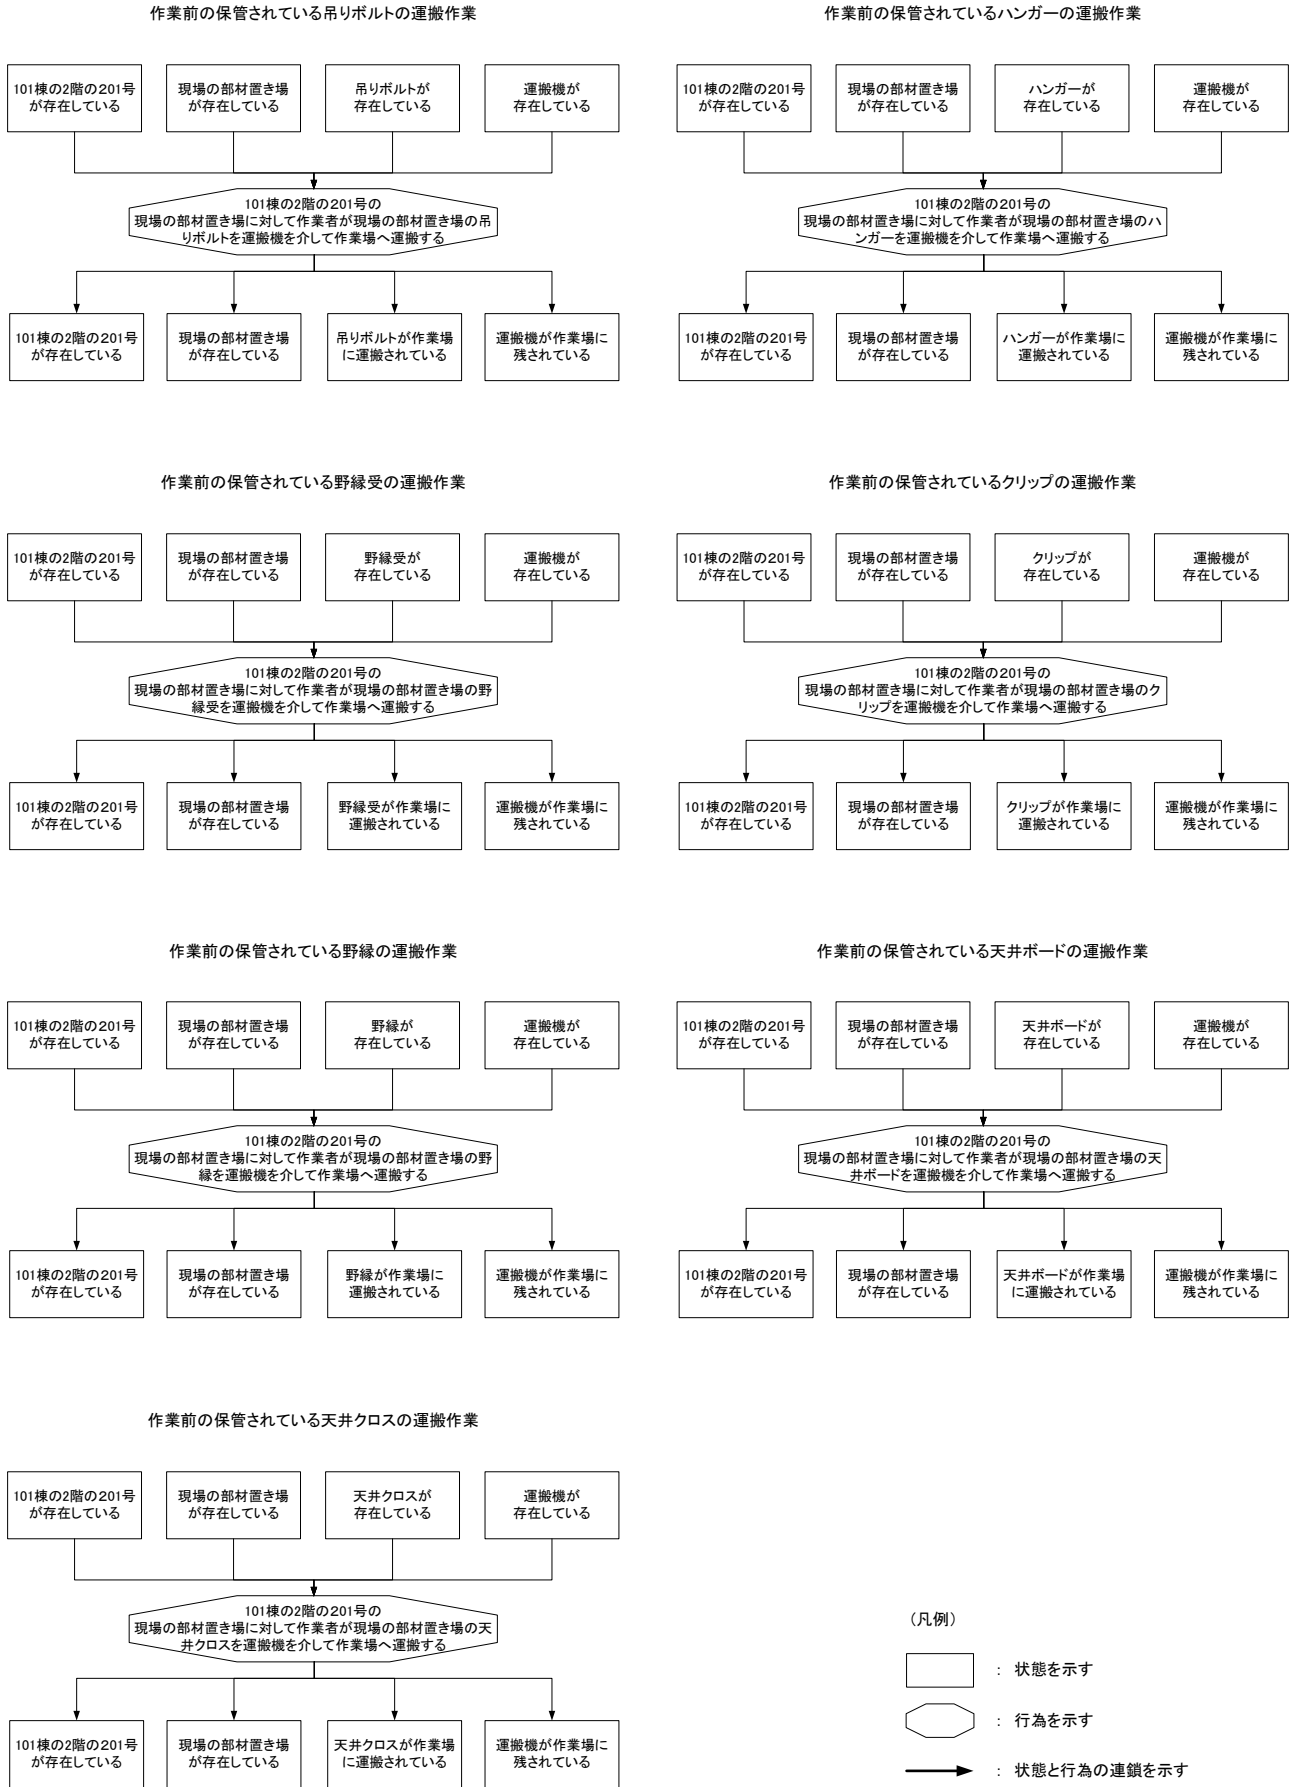 作業前の保管されている吊りボルトの運搬作業
101棟の2階の201号
が存在している
現場の部材置き場
が存在している
吊りボルトが
存在している
運搬機が
存在している
101棟の2階の201号の
現場の部材置き場に対して作業者が現場の部材置き場の吊
りボルトを運搬機を介して作業場へ運搬する
101棟の2階の201号
が存在している
現場の部材置き場
が存在している
吊りボルトが作業場
に運搬されている
運搬機が作業場に
残されている
作業前の保管されているハンガーの運搬作業
101棟の2階の201号
が存在している
現場の部材置き場
が存在している
ハンガーが
存在している
運搬機が
存在している
101棟の2階の201号の
現場の部材置き場に対して作業者が現場の部材置き場のハ
ンガーを運搬機を介して作業場へ運搬する
101棟の2階の201号
が存在している
現場の部材置き場
が存在している
ハンガーが作業場に
運搬されている
運搬機が作業場に
残されている
作業前の保管されている野縁受の運搬作業
101棟の2階の201号
が存在している
現場の部材置き場
が存在している
野縁受が
存在している
運搬機が
存在している
101棟の2階の201号の
現場の部材置き場に対して作業者が現場の部材置き場の野
縁受を運搬機を介して作業場へ運搬する
101棟の2階の201号
が存在している
現場の部材置き場
が存在している
野縁受が作業場に
運搬されている
運搬機が作業場に
残されている
作業前の保管されているクリップの運搬作業
101棟の2階の201号
が存在している
現場の部材置き場
が存在している
クリップが
存在している
運搬機が
存在している
101棟の2階の201号の
現場の部材置き場に対して作業者が現場の部材置き場のク
リップを運搬機を介して作業場へ運搬する
101棟の2階の201号
が存在している
現場の部材置き場
が存在している
クリップが作業場に
運搬されている
運搬機が作業場に
残されている
作業前の保管されている野縁の運搬作業
101棟の2階の201号
が存在している
現場の部材置き場
が存在している
野縁が
存在している
運搬機が
存在している
101棟の2階の201号の
現場の部材置き場に対して作業者が現場の部材置き場の野
縁を運搬機を介して作業場へ運搬する
101棟の2階の201号
が存在している
現場の部材置き場
が存在している
野縁が作業場に
運搬されている
運搬機が作業場に
残されている
作業前の保管されている天井ボードの運搬作業
101棟の2階の201号
が存在している
現場の部材置き場
が存在している
天井ボードが
存在している
運搬機が
存在している
101棟の2階の201号の
現場の部材置き場に対して作業者が現場の部材置き場の天
井ボードを運搬機を介して作業場へ運搬する
101棟の2階の201号
が存在している
現場の部材置き場
が存在している
天井ボードが作業場
に運搬されている
運搬機が作業場に
残されている
作業前の保管されている天井クロスの運搬作業
101棟の2階の201号
が存在している
現場の部材置き場
が存在している
天井クロスが
存在している
運搬機が
存在している
101棟の2階の201号の
現場の部材置き場に対して作業者が現場の部材置き場の天
井クロスを運搬機を介して作業場へ運搬する
101棟の2階の201号
が存在している
現場の部材置き場
が存在している
天井クロスが作業場
に運搬されている
運搬機が作業場に
残されている
（凡例）
： 状態を示す
： 行為を示す
： 状態と行為の連鎖を示す